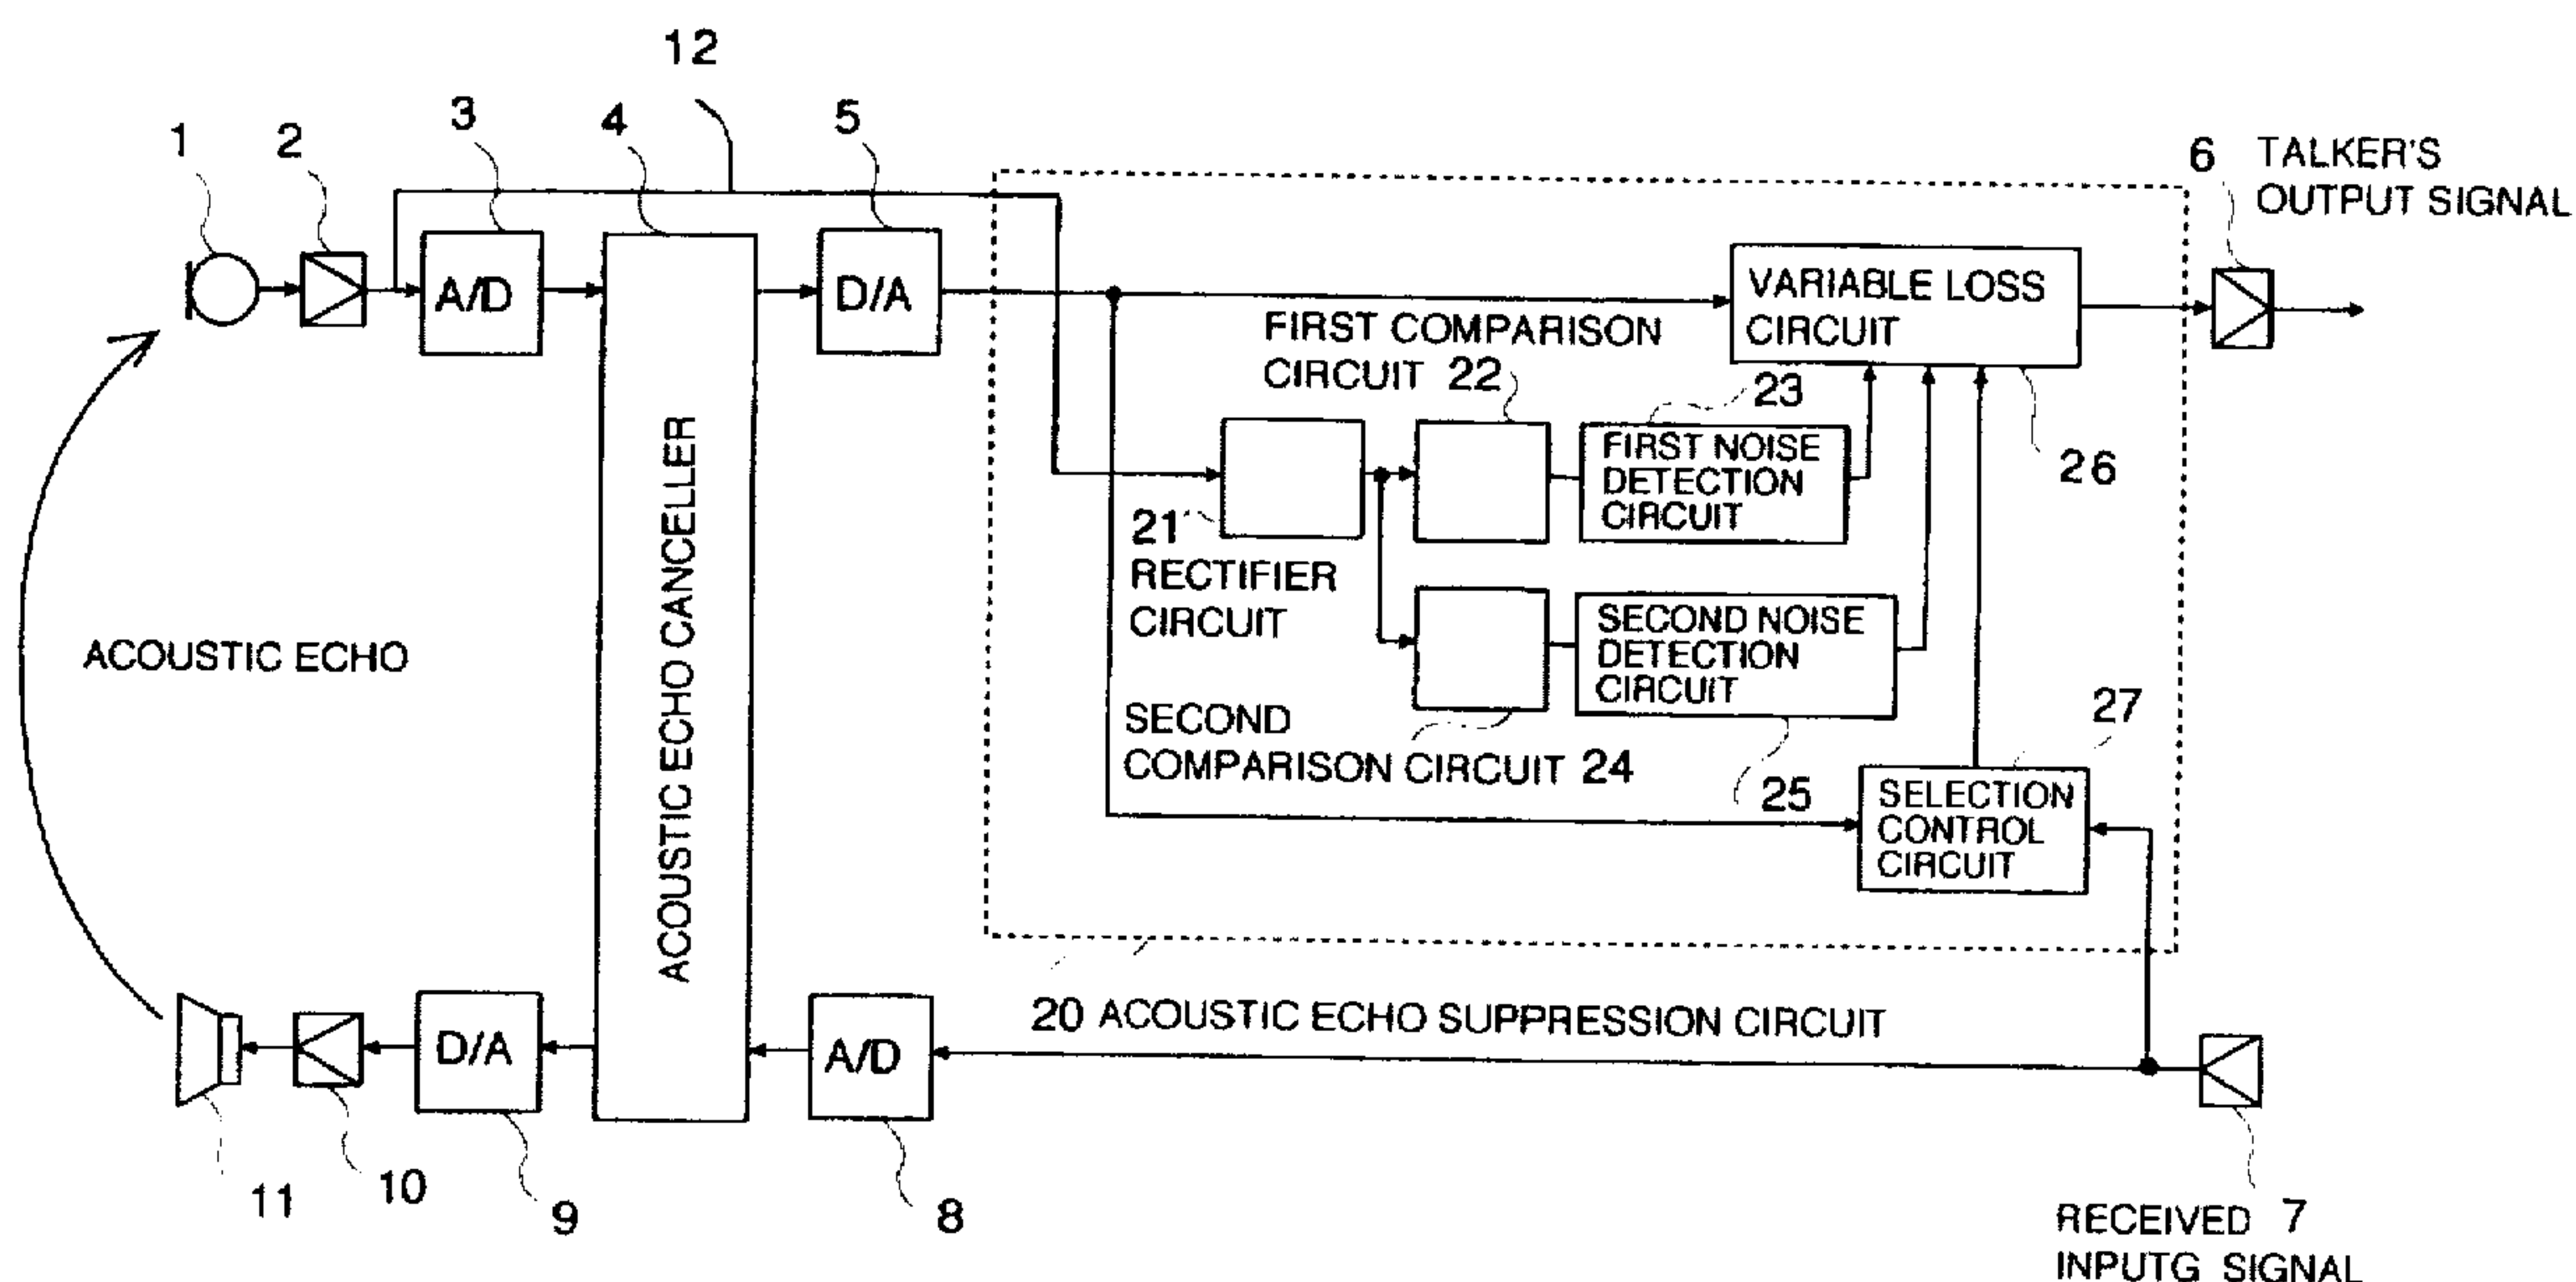 12
1
2
3
4
5
6 TALKER'S
OUTPUT SIGNAL
A/D
D/A
VARIABLE LOSS
CIRCUIT
FIRST COMPARISON
CIRCUIT 22
23
26
FIRST NOISE
DETECTION
CIRCUIT
21
RECTIFIER
CIRCUIT
ACOUSTIC ECHO
ACOUSTIC ECHO CANCELLER
SECOND NOISE
DETECTION
CIRCUIT
SECOND
COMPARISON CIRCUIT 24
25
27
SELECTION
CONTROL
CIRCUIT
20 ACOUSTIC ECHO SUPPRESSION CIRCUIT
D/A
A/D
11
10
9
8
RECEIVED 7
INPUTG SIGNAL